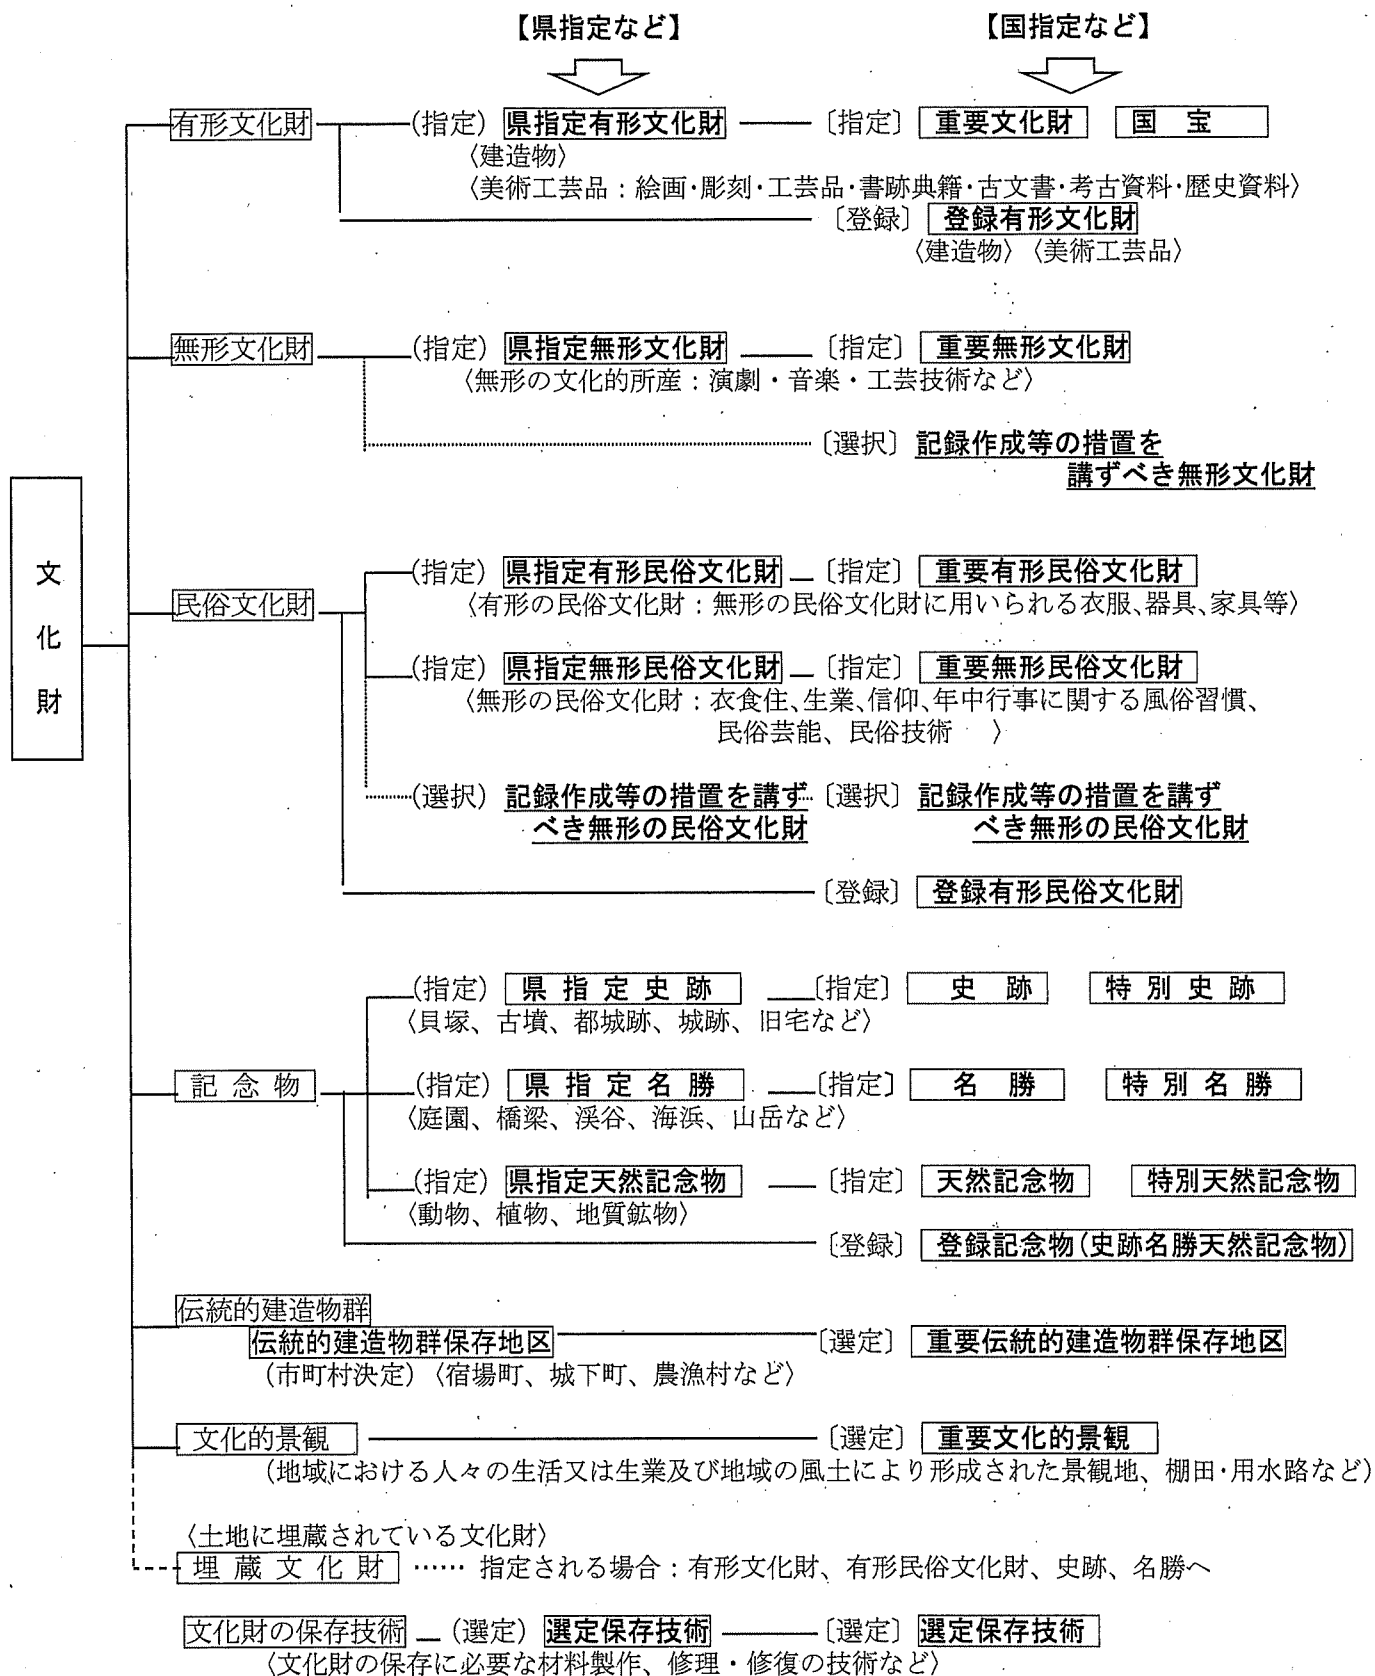 【県指定など】 【国指定など】
有形文化財 (指定) 県指定有形文化財 〔指定〕 重要文化財 国宝
〈建造物〉
〈美術工芸品:絵画・彫刻・工芸品・書跡典籍・古文書・考古資料・歴史資料〉
〔登録〕 登録有形文化財
〈建造物〉〈美術工芸品〉
無形文化財 (指定) 県指定無形文化財 〔指定〕 重要無形文化財
〈無形の文化的所産:演劇・音楽・工芸技術など〉
〔選択〕 記録作成等の措置を
講ずべき無形文化財
文化財
(指定) 県指定有形民俗文化財 〔指定〕 重要有形民俗文化財
民俗文化財 〈有形の民俗文化財:無形の民俗文化財に用いられる衣服、器具、家具等〉
(指定) 県指定無形民俗文化財 〔指定〕 重要無形民俗文化財
〈無形の民俗文化財:衣食住、生業、信仰、年中行事に関する風俗習慣、
民俗芸能、民俗技術 〉
(選択) 記録作成等の措置を講ず 〔選択〕 記録作成等の措置を講ず
べき無形の民俗文化財 べき無形の民俗文化財
〔登録〕 登録有形民俗文化財
(指定) 県指定史跡 〔指定〕 史跡 特別史跡
〈貝塚、古墳、都城跡、城跡、旧宅など〉
記念物 (指定) 県指定名勝 〔指定〕 名勝 特別名勝
〈庭園、橋梁、渓谷、海浜、山岳など〉
(指定) 県指定天然記念物 〔指定〕 天然記念物 特別天然記念物
〈動物、植物、地質鉱物〉
〔登録〕 登録記念物(史跡名勝天然記念物)
伝統的建造物群
伝統的建造物群保存地区 〔選定〕 重要伝統的建造物群保存地区
(市町村決定)〈宿場町、城下町、農漁村など〉
文化的景観 〔選定〕 重要文化的景観
(地域における人々の生活又は生業及び地域の風土により形成された景観地、棚田・用水路など)
〈土地に埋蔵されている文化財〉
埋蔵文化財 …… 指定される場合:有形文化財、有形民俗文化財、史跡、名勝へ
文化財の保存技術 (選定) 選定保存技術 〔選定〕 選定保存技術
〈文化財の保存に必要な材料製作、修理・修復の技術など〉